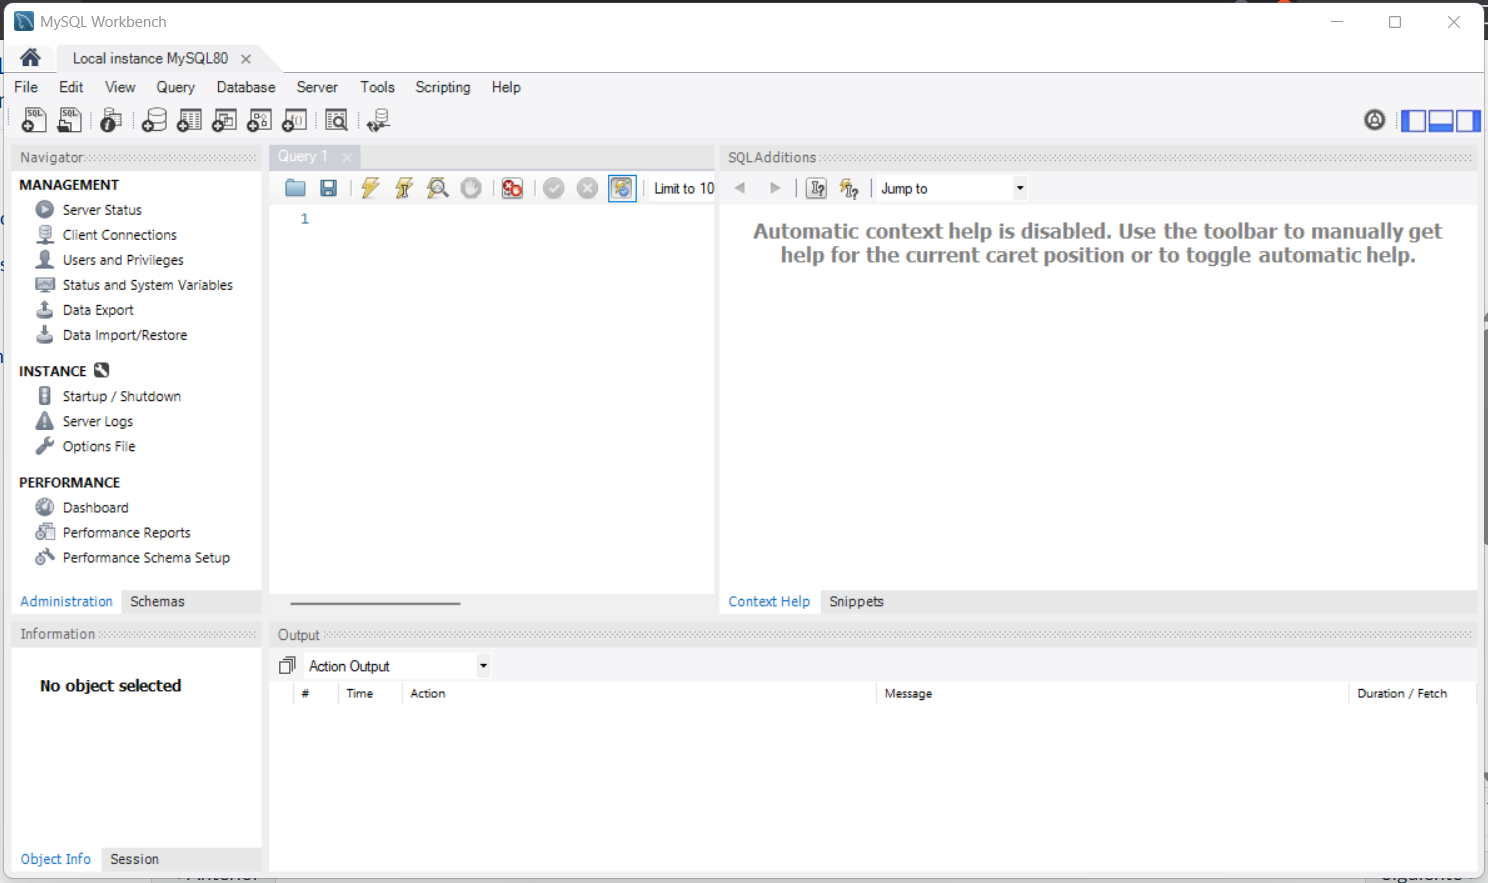 MySQL Workbench
Local instance MySQL80
File Edit View Query Database Server Tools Scripting Help
Navigator
MANAGEMENT
Server Status
Client Connections
Users and Privileges
Status and System Variables
Data Export
Data Import/Restore
INSTANCE
Startup / Shutdown
Server Logs
Options File
PERFORMANCE
Dashboard
Performance Reports
Performance Schema Setup
Administration Schemas
Information
No object selected
Object Info Session
Query 1
Limit to 10
1
SQLAdditions
Jump to
Automatic context help is disabled. Use the toolbar to manually get
help for the current caret position or to toggle automatic help.
Context Help Snippets
Output
Action Output
# Time Action Message Duration / Fetch